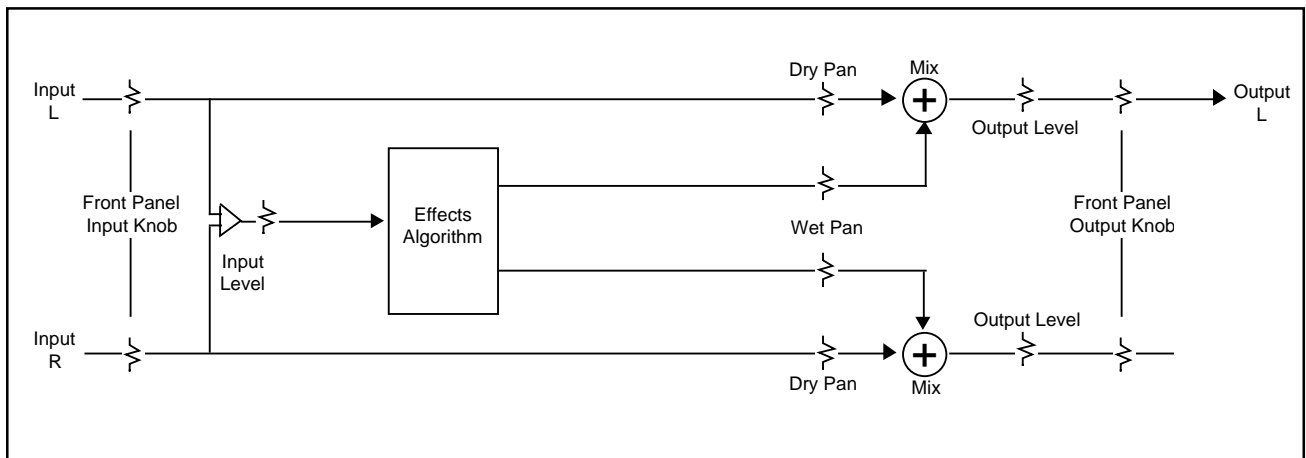 Dry Pan
Mix
Input
L
Output
L
Output Level
Front Panel
Input Knob
Effects
Algorithm
Front Panel
Output Knob
Wet Pan
Input
Level
Output Level
Input
R
Dry Pan
Mix